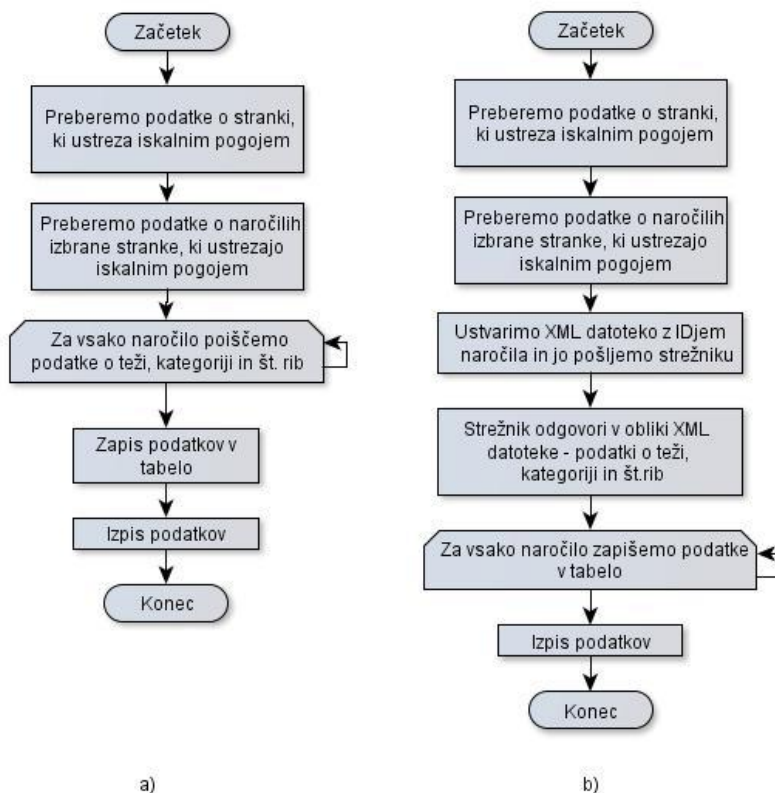 Začetek
Preberemo podatke o stranki,
ki ustreza iskalnim pogojem
Preberemo podatke o naročilih
izbrane stranke, ki ustrezajo
iskalnim pogojem
Za vsako naročilo poiščemo
podatke o teži, kategoriji in št. rib
Zapis podatkov v
tabelo
Izpis podatkov
Konec
a)
Začetek
Preberemo podatke o stranki,
ki ustreza iskalnim pogojem
Preberemo podatke o naročilih
izbrane stranke, ki ustrezajo
iskalnim pogojem
Ustvarimo XML datoteko z IDjem
naročila in jo pošljemo strežniku
Strežnik odgovori v obliki XML
datoteke - podatki o teži,
kategoriji in št.rib
Za vsako naročilo zapišemo podatke
v tabelo
Izpis podatkov
Konec
b)